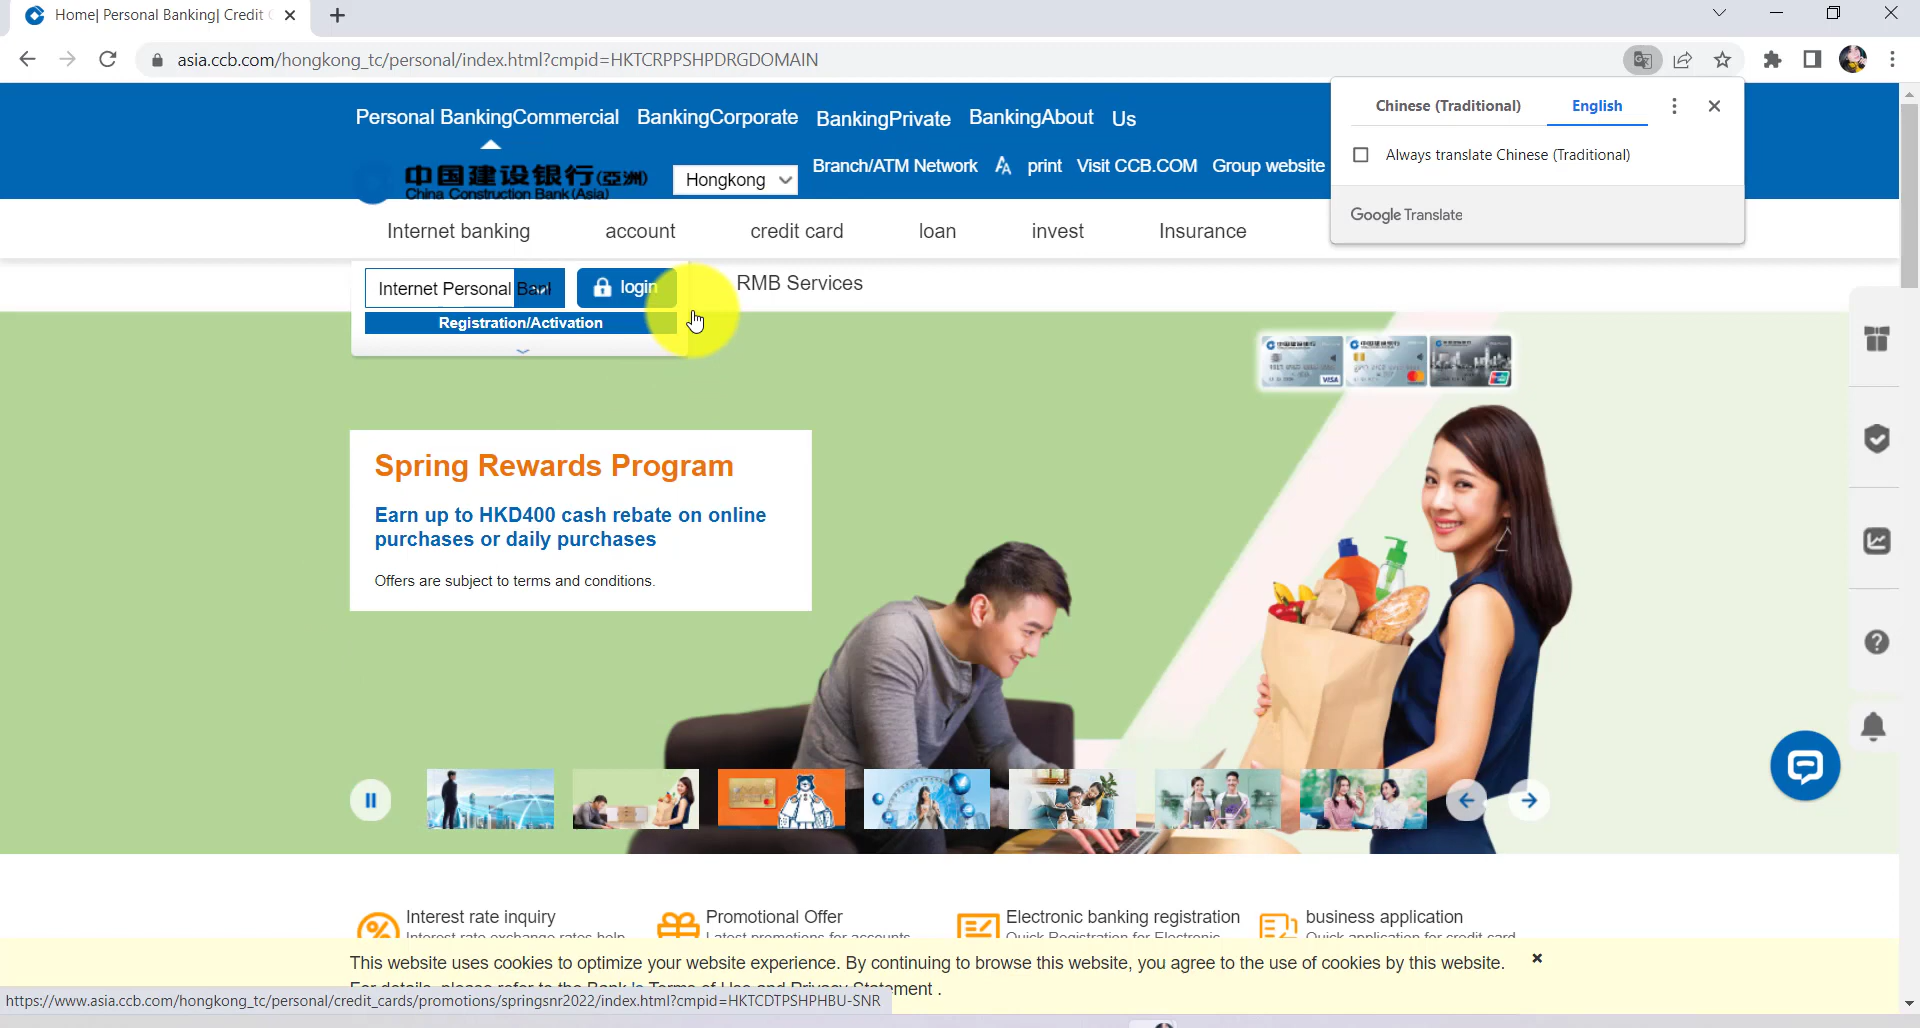 Home| Personal Banking| Credit
asia.ccb.com/hongkong_tc/personal/index.html?cmpid=HKTCRPPSHPDRGDOMAIN
Chinese (Traditional) English
Always translate Chinese (Traditional)
Google Translate
Personal BankingCommercial BankingCorporate BankingPrivate BankingAbout Us
中国建设银行(亞洲)
China Construction Bank (Asia)
Hongkong
Branch/ATM Network print Visit CCB.COM Group website
Internet banking account credit card loan invest Insurance
Internet Personal Banl
login
RMB Services
Registration/Activation
VISA
Spring Rewards Program
Earn up to HKD400 cash rebate on online
purchases or daily purchases
Offers are subject to terms and conditions.
Interest rate inquiry
Interest rate exchange rates help
Promotional Offer
Latest promotions for accounts
Electronic banking registration
Quick Registration for Electronic
business application
Quick application for credit card
This website uses cookies to optimize your website experience. By continuing to browse this website, you agree to the use of cookies by this website.
For details, please refer to the Bank's Terms of Use and Privacy Statement .
https://www.asia.ccb.com/hongkong_tc/personal/credit_cards/promotions/springsnr2022/index.html?cmpid=HKTCDTPSHPHBU-SNR